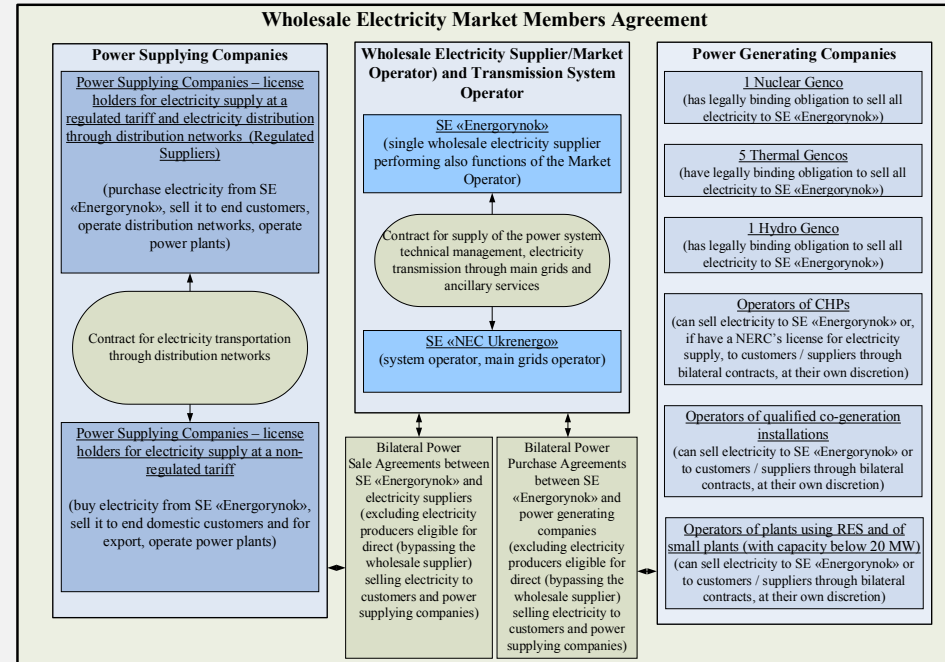 Wholesale Electricity Market Members Agreement
Power Supplying Companies
Power Supplying Companies – license
holders for electricity supply at a
regulated tariff and electricity distribution
through distribution networks (Regulated
Suppliers)
(purchase electricity from SE
«Energorynok», sell it to end customers,
operate distribution networks, operate
power plants)
Contract for electricity transportation
through distribution networks
Power Supplying Companies – license
holders for electricity supply at a non-
regulated tariff
(buy electricity from SE «Energorynok»,
sell it to end domestic customers and for
export, operate power plants)
Wholesale Electricity Supplier/Market
Operator) and Transmission System
Operator
SE «Energorynok»
(single wholesale electricity supplier
performing also functions of the Market
Operator)
Contract for supply of the power system
technical management, electricity
transmission through main grids and
ancillary services
SE «NEC Ukrenergo»
(system operator, main grids operator)
Bilateral Power
Sale Agreements between
SE «Energorynok» and
electricity suppliers
(excluding electricity
producers eligible for
direct (bypassing the
wholesale supplier)
selling electricity to
customers and power
supplying companies)
Bilateral Power
Purchase Agreements
between SE
«Energorynok» and
power generating
companies
(excluding electricity
producers eligible for
direct (bypassing the
wholesale supplier)
selling electricity to
customers and power
supplying companies)
Power Generating Companies
1 Nuclear Genco
(has legally binding obligation to sell all
electricity to SE «Energorynok»)
5 Thermal Gencos
(have legally binding obligation to sell all
electricity to SE «Energorynok»)
1 Hydro Genco
(has legally binding obligation to sell all
electricity to SE «Energorynok»)
Operators of CHPs
(can sell electricity to SE «Energorynok» or,
if have a NERC’s license for electricity
supply, to customers / suppliers through
bilateral contracts, at their own discretion)
Operators of qualified co-generation
installations
(can sell electricity to SE «Energorynok» or
to customers / suppliers through bilateral
contracts, at their own discretion)
Operators of plants using RES and of
small plants (with capacity below 20 MW)
(can sell electricity to SE «Energorynok» or
to customers / suppliers through bilateral
contracts, at their own discretion)